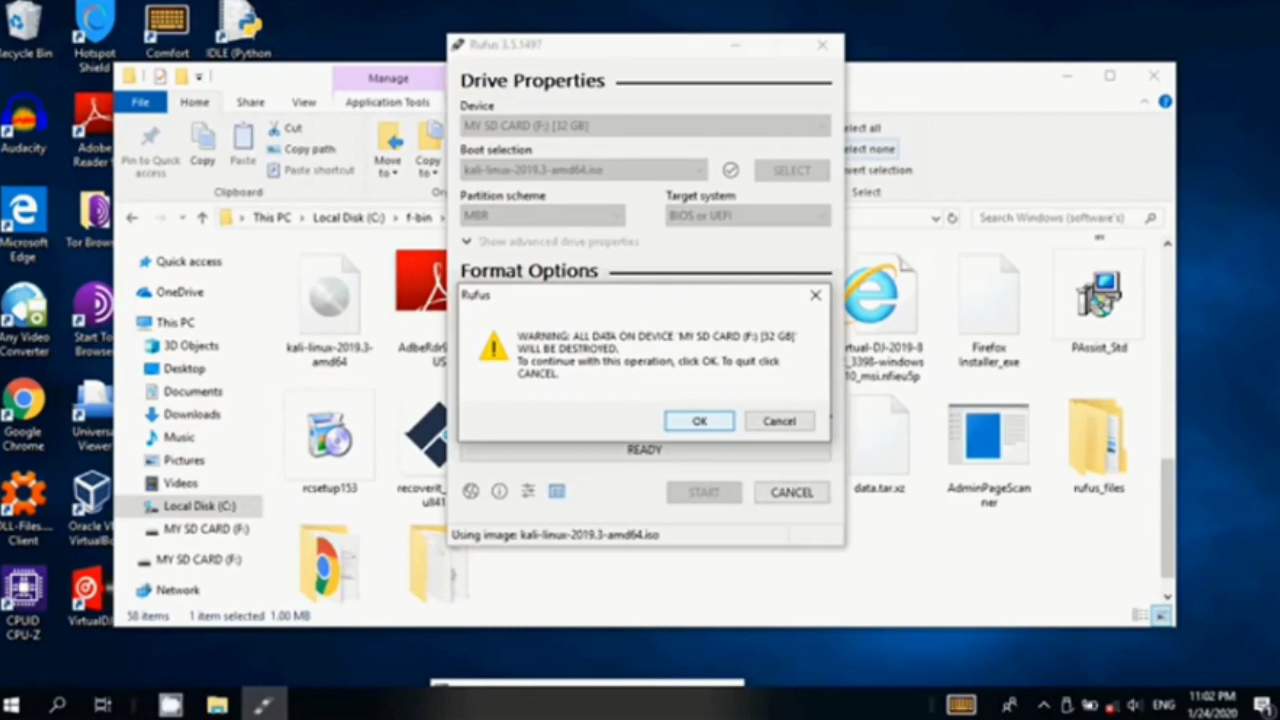 Recycle Bin
Hotspot
Shield
Comfort
IDLE (Python
Audacity
Adobe
Reader
Microsoft
Edge
Tor Brows
Any Video
Converter
Start To
Browse
Google
Chrome
Univers
Viewer
DLL-Files....
Client
Oracle V
VirtualBo
CPUID
CPU-Z
VirtualD
Manage
File
Home
Share
View
Application Tools
Pin to Quick
access
Copy
Paste
Cut
Copy path
Paste shortcut
Move
to
Copy
to
Clipboard
Or
elect all
elect none
vert selection
Select
This PC
Local Disk (C:)
f-bin
Search Windows (software's)
Quick access
OneDrive
This PC
3D Objects
Desktop
Documents
Downloads
Music
Pictures
Videos
Local Disk (C:)
MY SD CARD (F:)
MY SD CARD (F:)
Network
kali-linux-2019.3-
amd64
AdbeRdr
US
rtual-DJ-2019-8
_3398-windows
10_msi.nfieu5p
Firefox
Installer_exe
PAssist_Std
rcsetup153
recoverit_
u841
data.tar.xz
AdminPageScan
ner
rufus_files
58 items
1 item selected 1.00 MB
Rufus 3.5.1497
Drive Properties
Device
MY SD CARD (F:) [32 GB]
Boot selection
kali-linux-2019.3-amd64.iso
SELECT
Partition scheme
Target system
MBR
BIOS or UEFI
Show advanced drive properties
Format Options
Rufus
WARNING: ALL DATA ON DEVICE 'MY SD CARD (F:) [32 GB]'
WILL BE DESTROYED.
To continue with this operation, click OK. To quit click
CANCEL.
OK
Cancel
READY
START
CANCEL
Using image: kali-linux-2019.3-amd64.iso
ENG
11:02 PM
1/24/2020